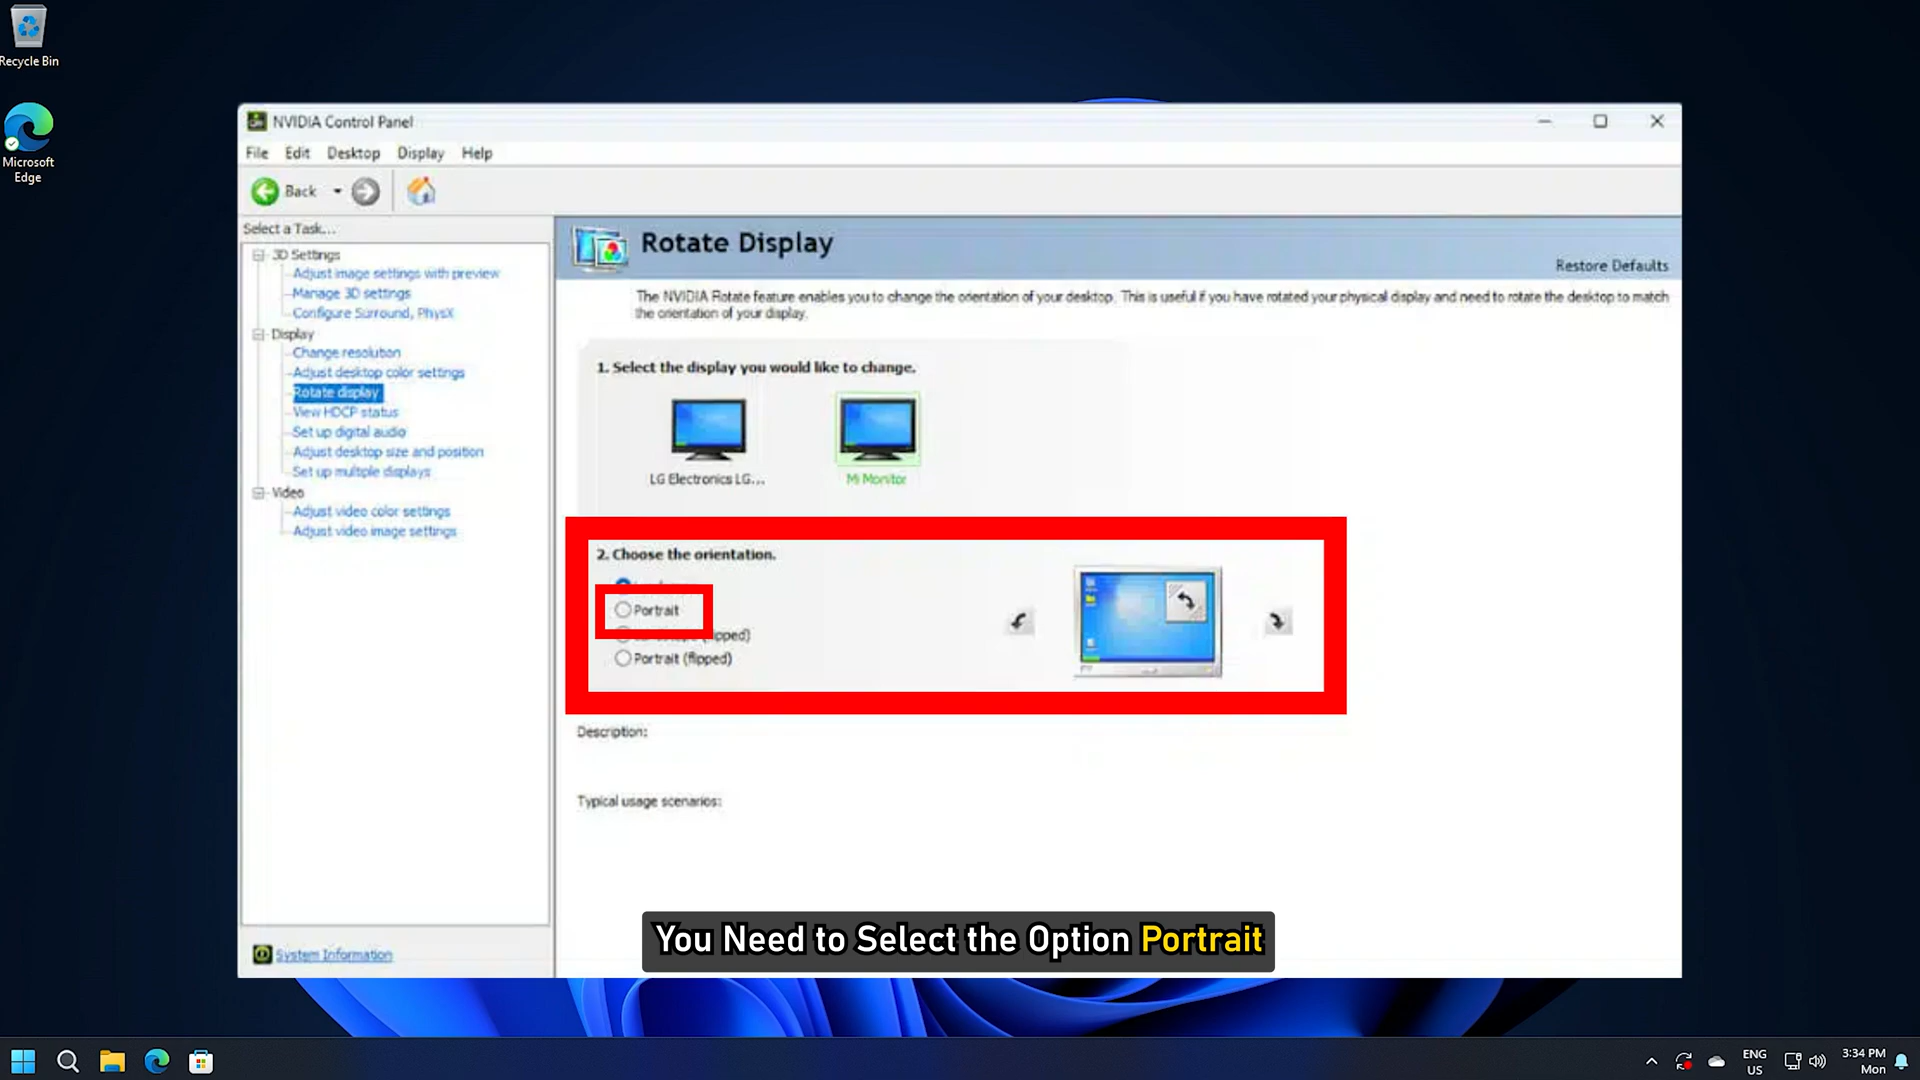 Recycle Bin
Microsoft
Edge
NVIDIA Control Panel
File Edit Desktop Display Help
Back
Select a Task...
3D Settings
Adjust image settings with preview
Manage 3D settings
Configure Surround, PhysX
Display
Change resolution
Adjust desktop color settings
Rotate display
View HDCP status
Set up digital audio
Adjust desktop size and position
Set up multiple displays
Video
Adjust video color settings
Adjust video image settings
System Information
Rotate Display
Restore Defaults
The NVIDIA Rotate feature enables you to change the orientation of your desktop. This is useful if you have rotated your physical display and need to rotate the desktop to match
the orientation of your display.
1. Select the display you would like to change.
LG Electronics LG...
Mi Monitor
2. Choose the orientation.
Portrait
Portrait (flipped)
Description:
Typical usage scenarios:
You Need to Select the Option Portrait
ENG
US
3:34 PM
Mon